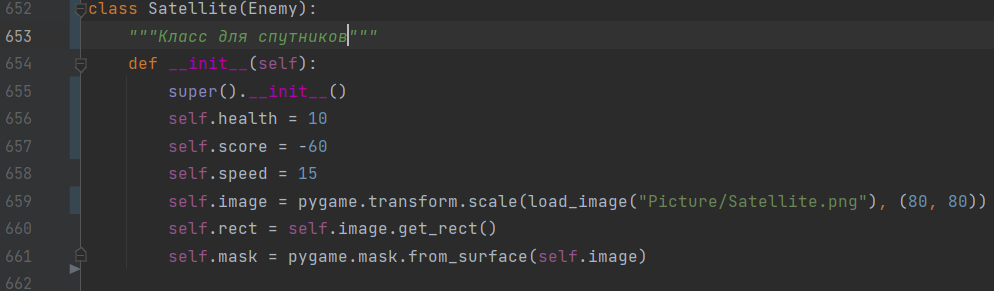 652 class Satellite(Enemy):
653 """Класс для спутников"""
654 def __init__(self):
655 super().__init__()
656 self.health = 10
657 self.score = -60
658 self.speed = 15
659 self.image = pygame.transform.scale(load_image("Picture/Satellite.png"), (80, 80))
660 self.rect = self.image.get_rect()
661 self.mask = pygame.mask.from_surface(self.image)
662